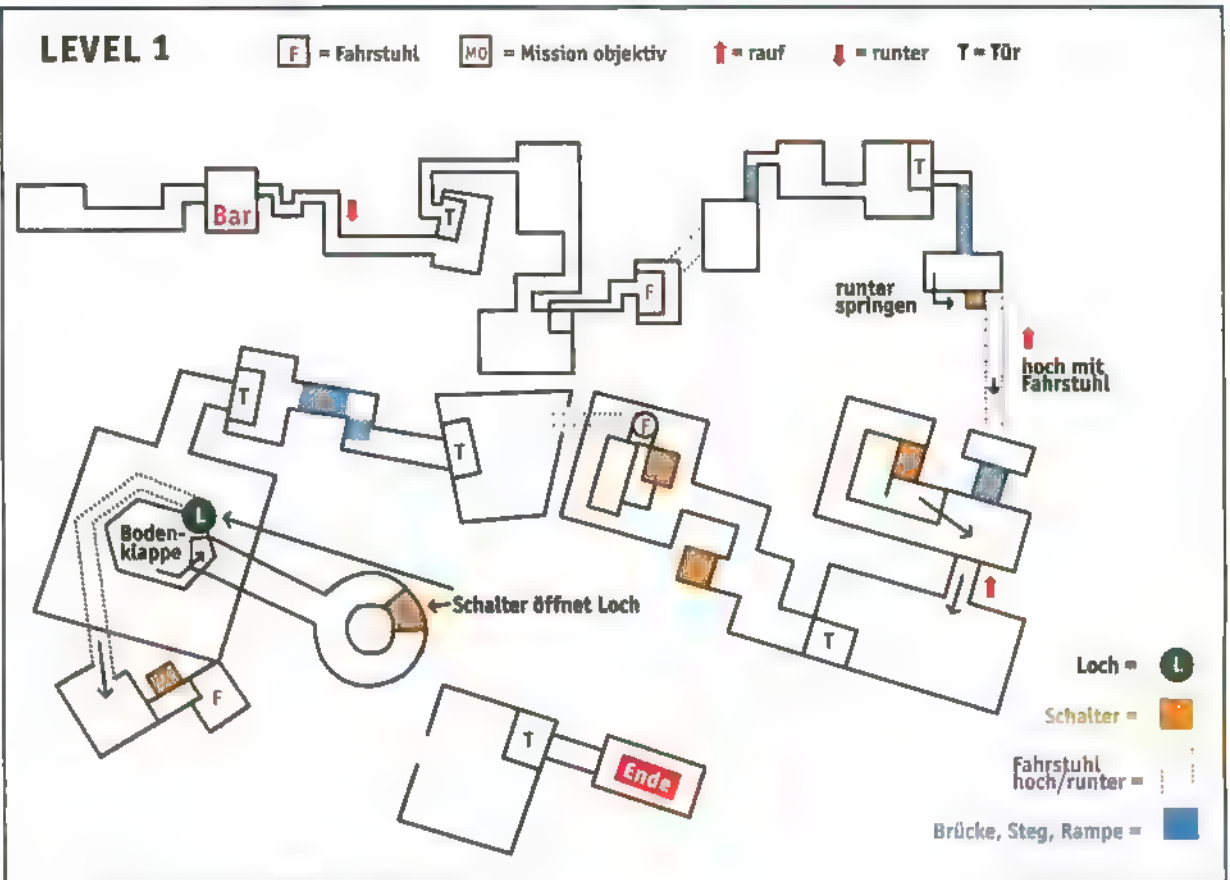 LEVEL 1
F = Fahrstuhl
MO = Mission objektiv
= rauf
= runter
T = Tür
Bar
T
F
T
runter
springen
hoch mit
Fahrstuhl
T
T
F
L
Boden-
klappe
Schalter öffnet Loch
T
F
T
Ende
Loch = L
Schalter =
Fahrstuhl
hoch/runter =
Brücke, Steg, Rampe =